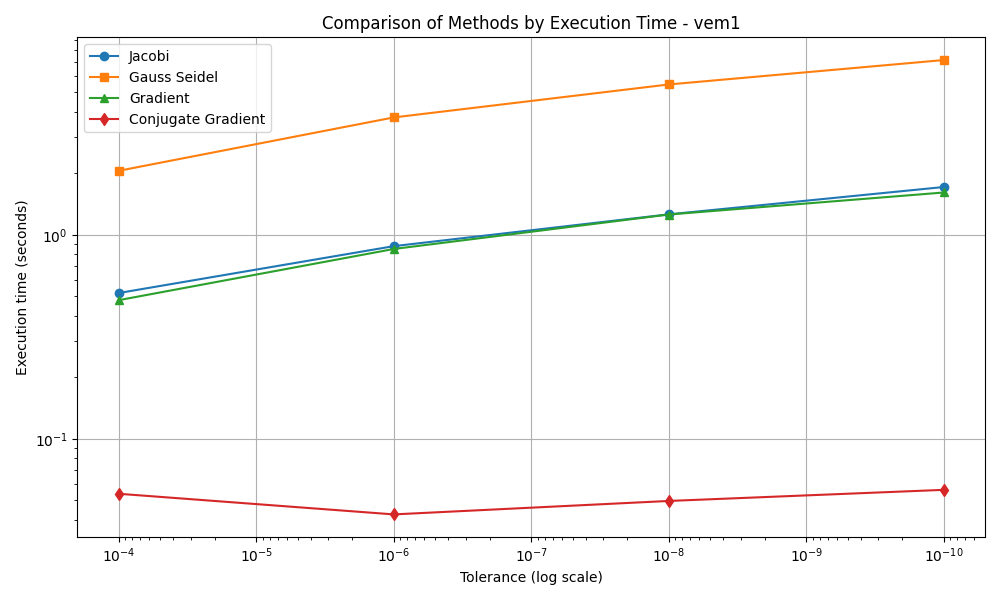 Comparison of Methods by Execution Time - vem1
Jacobi
Gauss Seidel
Gradient
Conjugate Gradient
Execution time (seconds)
10⁰
10⁻¹
10⁻⁴ 10⁻⁵ 10⁻⁶ 10⁻⁷ 10⁻⁸ 10⁻⁹ 10⁻¹⁰
Tolerance (log scale)